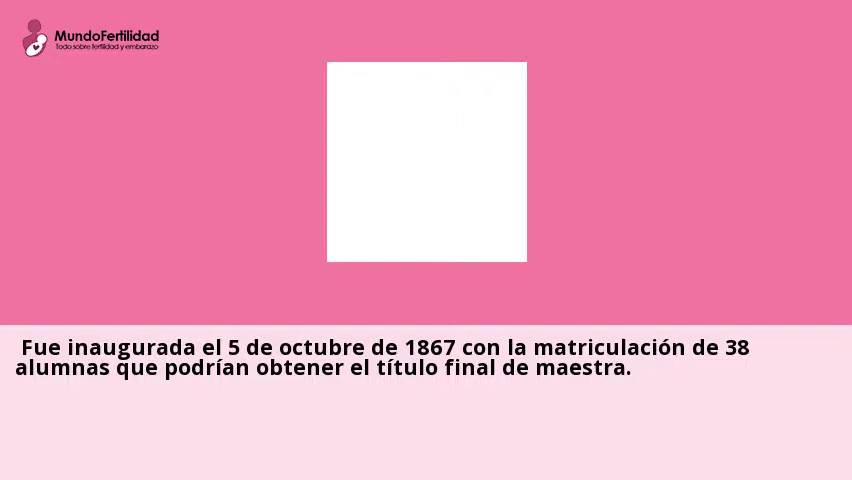 MundoFertilidad
Todo sobre fertilidad y embarazo
Fue inaugurada el 5 de octubre de 1867 con la matriculación de 38
alumnas que podrían obtener el título final de maestra.